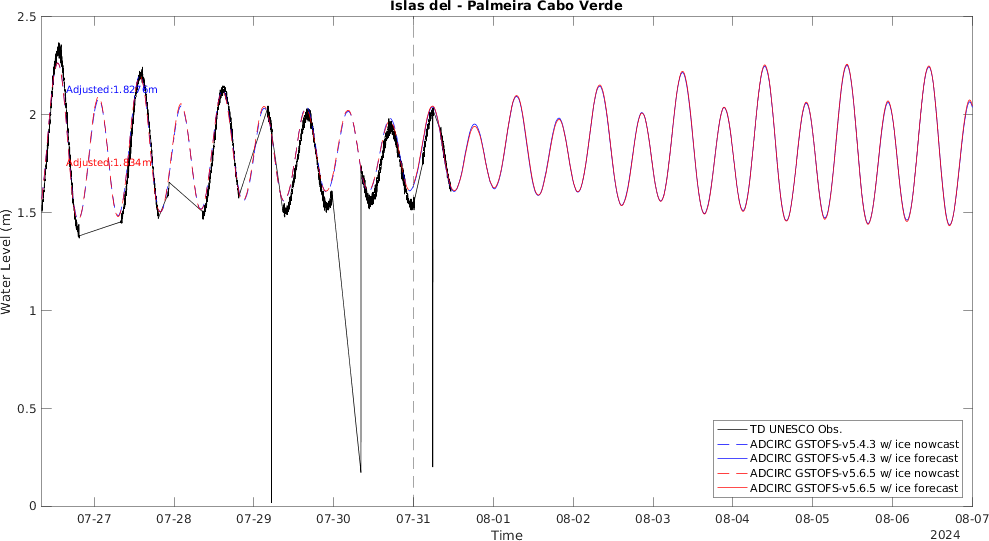 Islas del - Palmeira Cabo Verde
2.5
2
1.5
1
0.5
0
Water Level (m)
Adjusted:1.8276m
Adjusted:1.834m
TD UNESCO Obs.
ADCIRC GSTOFS-v5.4.3 w/ ice nowcast
ADCIRC GSTOFS-v5.4.3 w/ ice forecast
ADCIRC GSTOFS-v5.6.5 w/ ice nowcast
ADCIRC GSTOFS-v5.6.5 w/ ice forecast
07-27 07-28 07-29 07-30 07-31 08-01 08-02 08-03 08-04 08-05 08-06 08-07
Time
2024